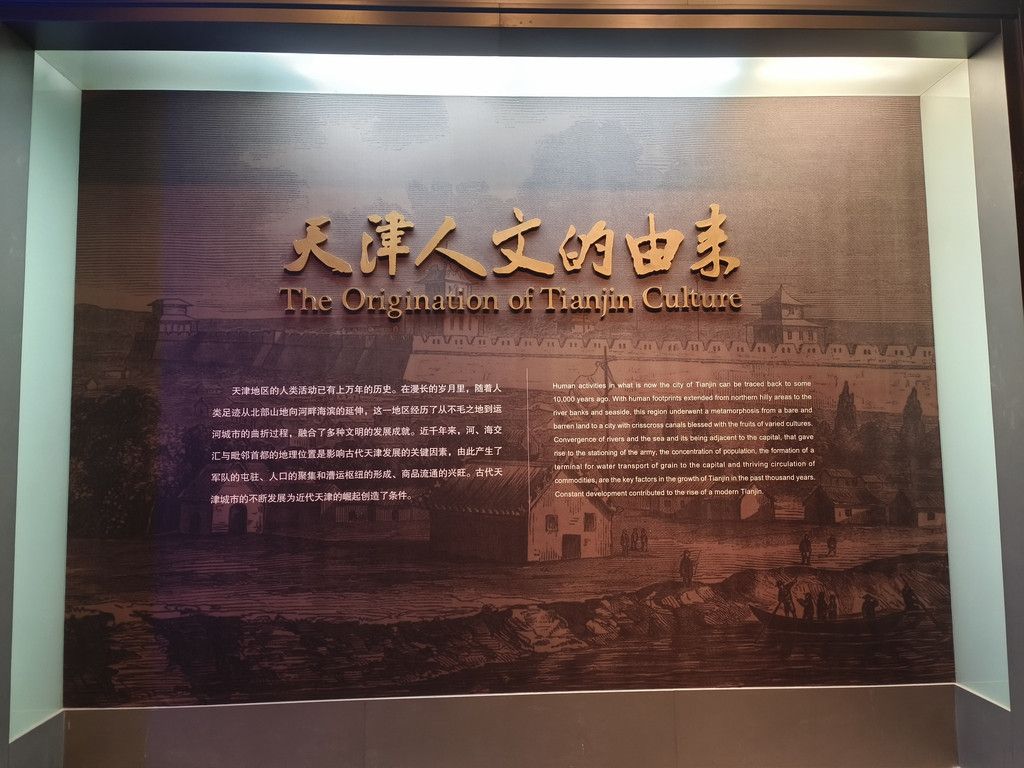 天津人文的由来
The Origination of Tianjin Culture
天津地区的人类活动已有上万年的历史。在漫长的岁月里，随着人
类足迹从北部山地向河畔海滨的延伸，这一地区经历了从不毛之地到运
河城市的曲折过程，融合了多种文明的发展成就。近千年来，河、海交
汇与毗邻首都的地理位置是影响古代天津发展的关键因素，由此产生了
军队的屯驻、人口的聚集和漕运枢纽的形成、商品流通的兴旺。古代天
津城市的不断发展为近代天津的崛起创造了条件。
Human activities in what is now the city of Tianjin can be traced back to some
10,000 years ago. With human footprints extended from northern hilly areas to the
river banks and seaside, this region underwent a metamorphosis from a bare and
barren land to a city with crisscross canals blessed with the fruits of varied cultures.
Convergence of rivers and the sea and its being adjacent to the capital, that gave
rise to the stationing of the army, the concentration of population, the formation of a
terminal for water transport of grain to the capital and thriving circulation of
commodities, are the key factors in the growth of Tianjin in the past thousand years.
Constant development contributed to the rise of a modern Tianjin.